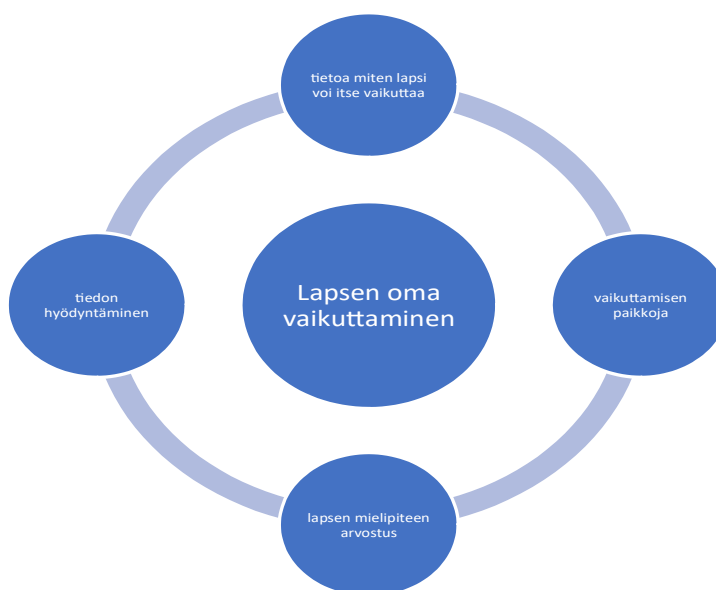 tietoa miten lapsi
voi itse vaikuttaa
tiedon
hyödyntäminen
Lapsen oma
vaikuttaminen
vaikuttamisen
paikkoja
lapsen mielipiteen
arvostus